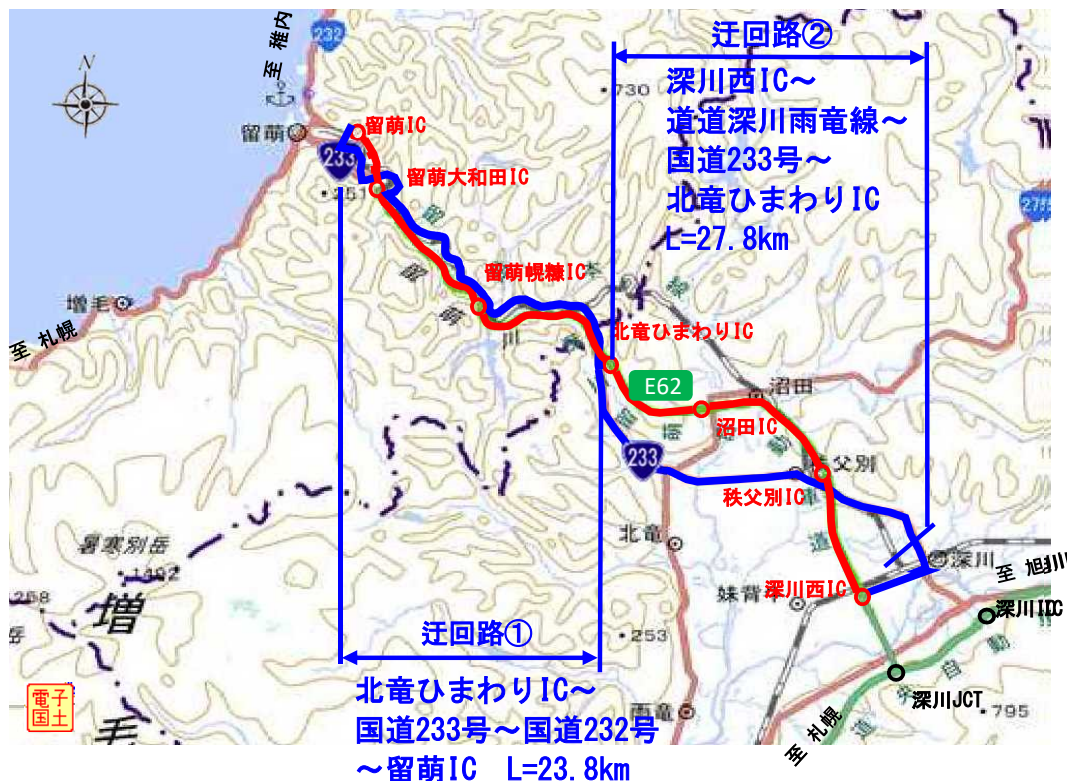 迂回路②
深川西IC～
道道深川雨竜線～
国道233号～
北竜ひまわりIC
L=27.8km
232
至 稚内
N
730
留萌
留萌IC
233
留萌大和田IC
251
留萌幌糠IC
増毛
至 札幌
川
北竜ひまわりIC
E62
沼田
沼田IC
233
秩父別
秩父別IC
北竜
深川
至 旭川
深川西IC
妹背牛
深川IC
暑寒別岳
1492
増
毛
253
雨竜
深川JCT
795
至 札幌
道
自動
迂回路①
北竜ひまわりIC～
国道233号～国道232号
～留萌IC L=23.8km
電子
国土